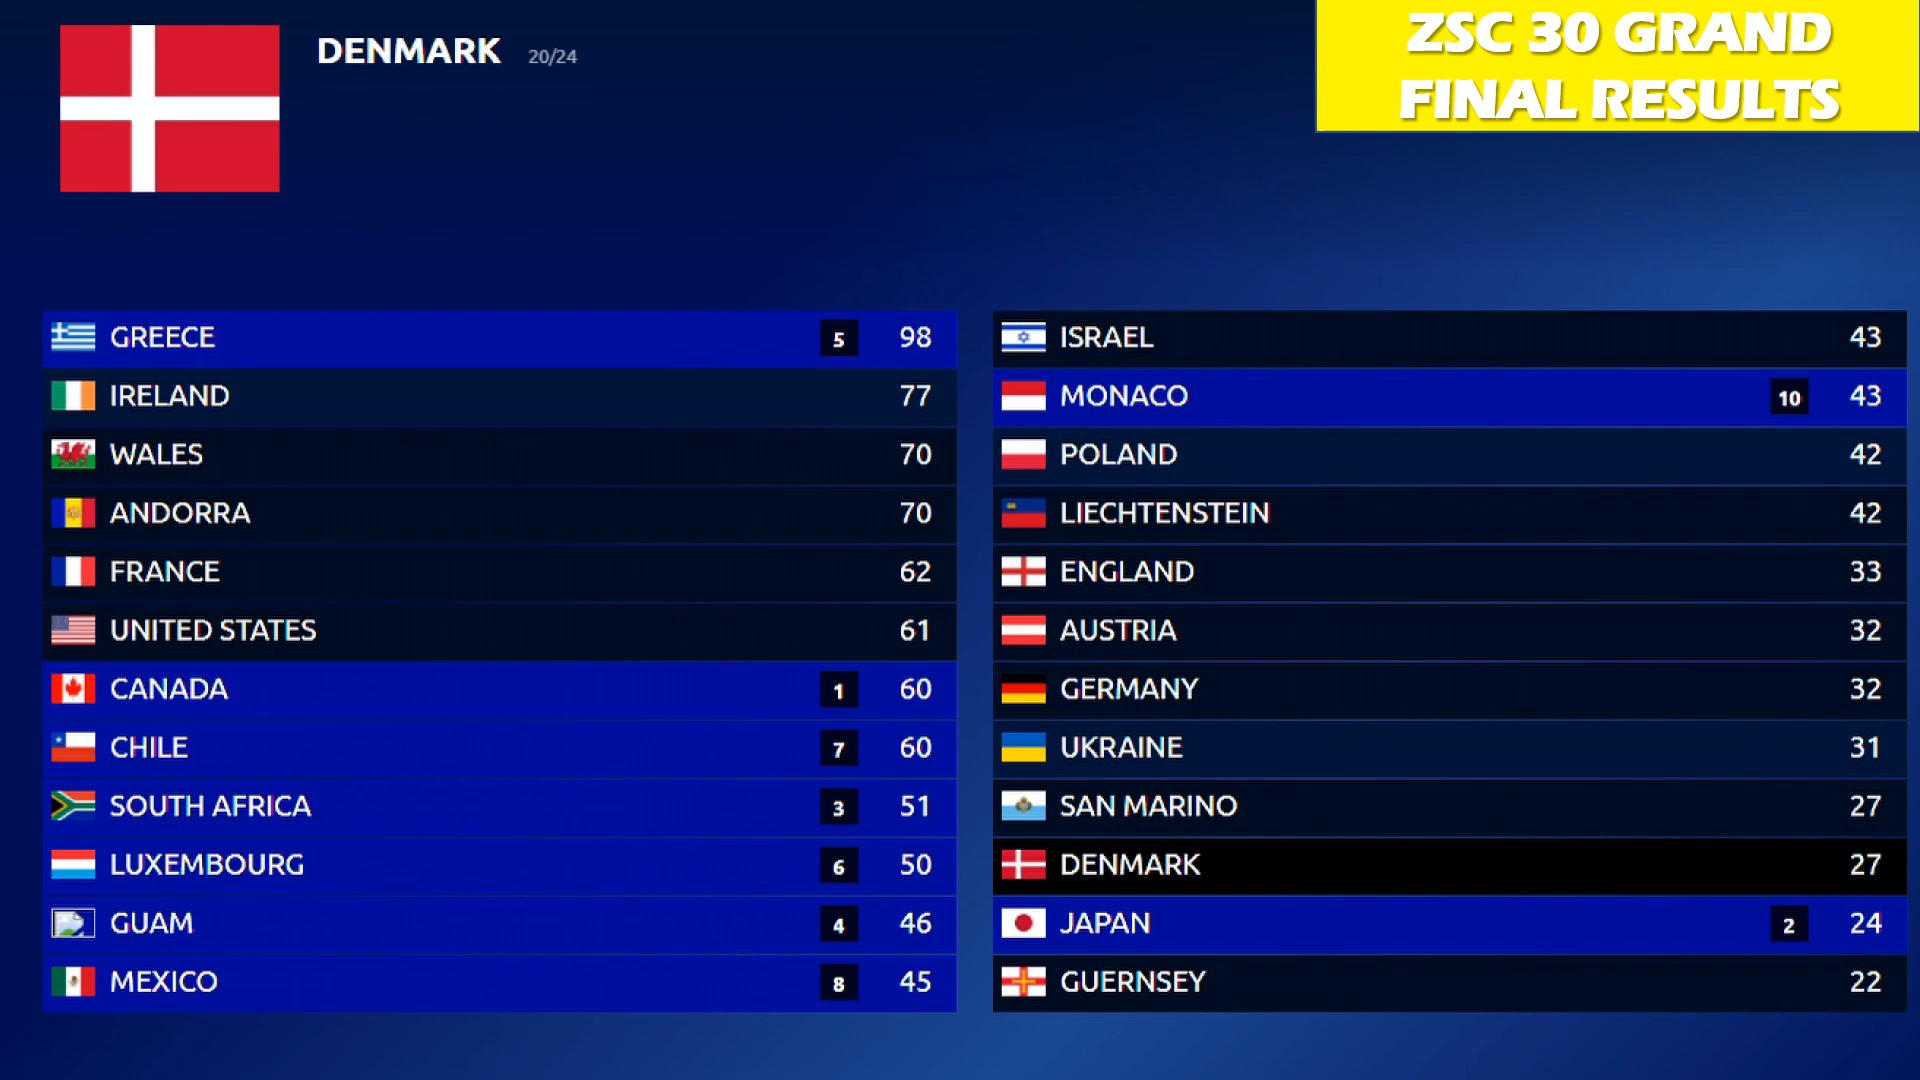 DENMARK 20/24
ZSC 30 GRAND
FINAL RESULTS
GREECE 5 98
IRELAND 77
WALES 70
ANDORRA 70
FRANCE 62
UNITED STATES 61
CANADA 1 60
CHILE 7 60
SOUTH AFRICA 3 51
LUXEMBOURG 6 50
GUAM 4 46
MEXICO 8 45
ISRAEL 43
MONACO 10 43
POLAND 42
LIECHTENSTEIN 42
ENGLAND 33
AUSTRIA 32
GERMANY 32
UKRAINE 31
SAN MARINO 27
DENMARK 27
JAPAN 2 24
GUERNSEY 22